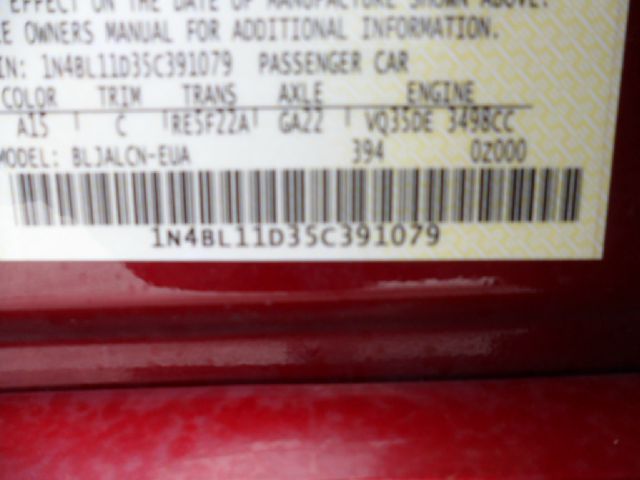 EFFECT ON THE DATE OF MANUFACTURE SHOWN ABOVE.
OWNERS MANUAL FOR ADDITIONAL INFORMATION.
IN: 1N4BL11D35C391079 PASSENGER CAR
COLOR TRIM TRANS AXLE ENGINE
A15 C RE5F22A GA22 VQ35DE 3498CC
MODEL: BLJALCN-EUA 394 0Z000
1N4BL11D35C391079